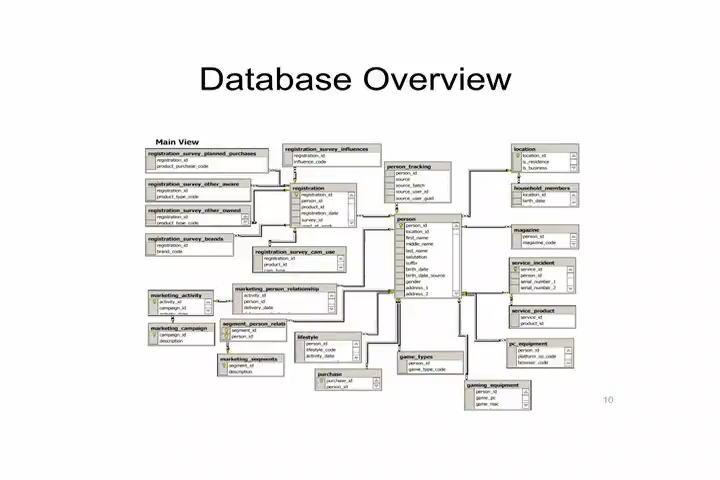 Database Overview
Main View
registration_survey_planned_purchases
registration_id
product_purchase_code
registration_survey_influences
registration_id
influence_code
location
location_id
is_residence
is_business
person_tracking
person_id
source
source_batch
source_user_id
source_user_guid
registration_survey_other_aware
registration_id
product_type_code
registration
registration_id
person_id
product_id
registration_date
survey_id
household_members
location_id
birth_date
registration_survey_other_owned
registration_id
product_type_code
person
person_id
location_id
first_name
middle_name
last_name
salutation
suffix
birth_date
birth_date_source
gender
address_1
address_2
magazine
person_id
magazine_code
registration_survey_brands
registration_id
brand_code
registration_survey_cam_use
registration_id
product_id
cam_type
service_incident
service_id
person_id
serial_number_1
serial_number_2
marketing_person_relationship
activity_id
person_id
delivery_date
marketing_activity
activity_id
campaign_id
service_product
service_id
product_id
marketing_campaign
campaign_id
description
segment_person_relati
segment_id
person_id
lifestyle
person_id
lifestyle_code
activity_date
pc_equipment
person_id
platform_os_code
browser_code
marketing_segments
segment_id
description
game_types
person_id
game_type_code
purchase
purchase_id
person_id
gaming_equipment
person_id
game_pc
game_mac
10